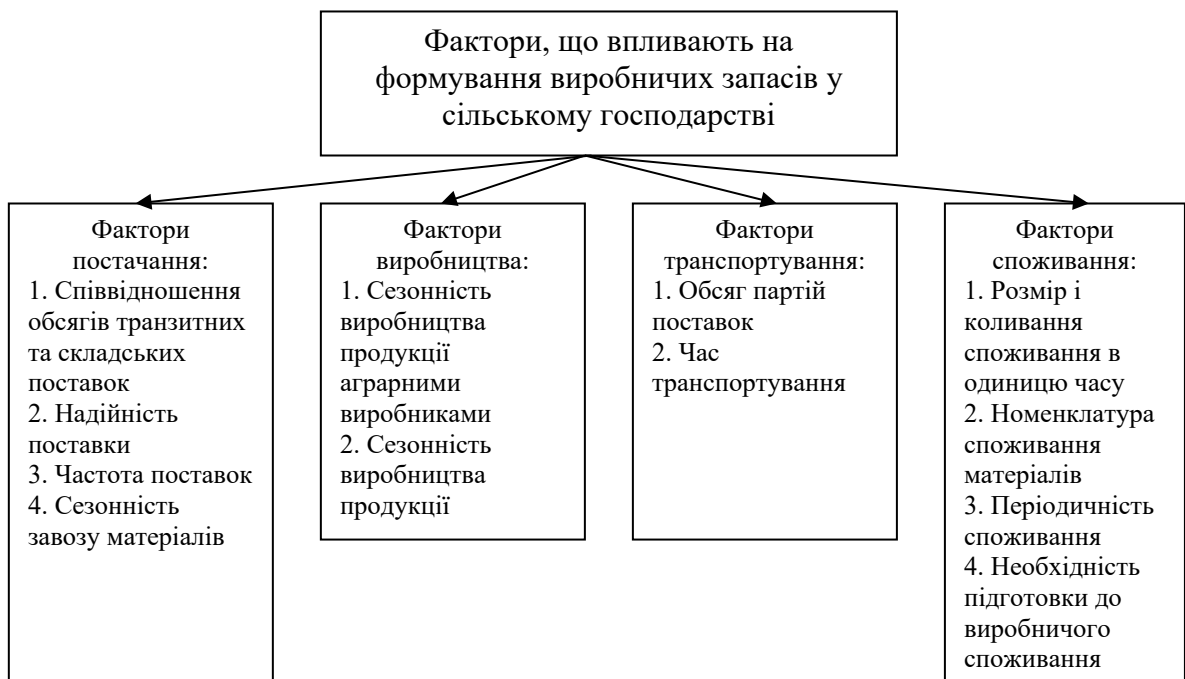 Фактори, що впливають на
формування виробничих запасів у
сільському господарстві
Фактори
постачання:
1. Співвідношення
обсягів транзитних
та складських
поставок
2. Надійність
поставки
3. Частота поставок
4. Сезонність
завозу матеріалів
Фактори
виробництва:
1. Сезонність
виробництва
продукції
аграрними
виробниками
2. Сезонність
виробництва
продукції
Фактори
транспортування:
1. Обсяг партій
поставок
2. Час
транспортування
Фактори
споживання:
1. Розмір і
коливання
споживання в
одиницю часу
2. Номенклатура
споживання
матеріалів
3. Періодичність
споживання
4. Необхідність
підготовки до
виробничого
споживання